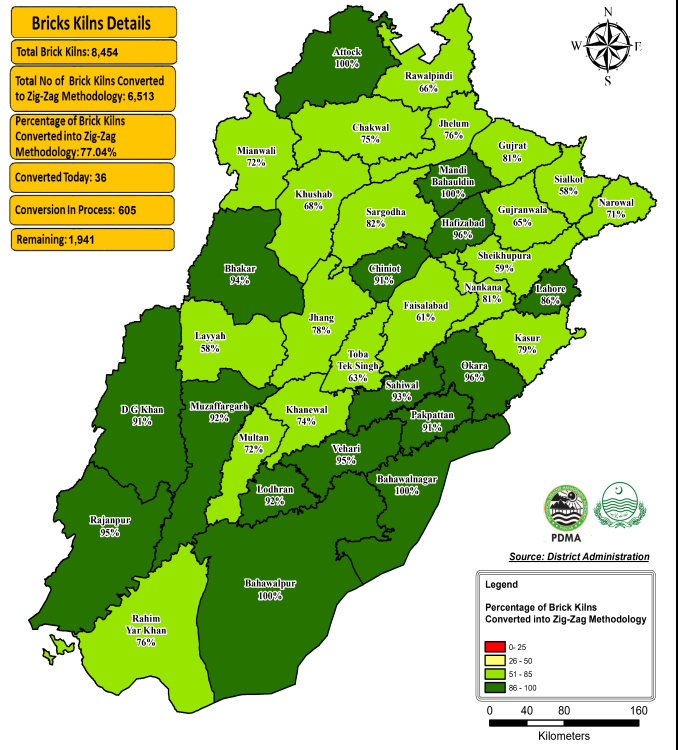 Bricks Kilns Details
Total Brick Kilns: 8,454
Total No of Brick Kilns Converted
to Zig-Zag Methodology: 6,513
Percentage of Brick Kilns
Converted into Zig-Zag
Methodology: 77.04%
Converted Today: 36
Conversion In Process: 605
Remaining: 1,941
N
W
E
S
Attock
100%
Rawalpindi
66%
Chakwal
75%
Jhelum
76%
Mianwali
72%
Gujrat
81%
Mandi
Bahauldin
100%
Sialkot
58%
Khushab
68%
Narowal
71%
Sargodha
82%
Gujranwala
65%
Hafizabad
96%
Sheikhupura
59%
Bhakar
94%
Chiniot
91%
Nankana
81%
Lahore
86%
Faisalabad
61%
Jhang
78%
Layyah
58%
Kasur
79%
Toba
Tek Singh
63%
Okara
96%
Sahiwal
93%
D G Khan
91%
Muzaffargarh
92%
Khanewal
74%
Pakpattan
91%
Multan
72%
Vehari
95%
Bahawalnagar
100%
Lodhran
92%
Rajanpur
95%
Bahawalpur
100%
Rahim
Yar Khan
76%
PDMA
Source: District Administration
Legend
Percentage of Brick Kilns
Converted into Zig-Zag Methodology
0- 25
26 - 50
51 - 85
86 - 100
0 40 80 160
Kilometers